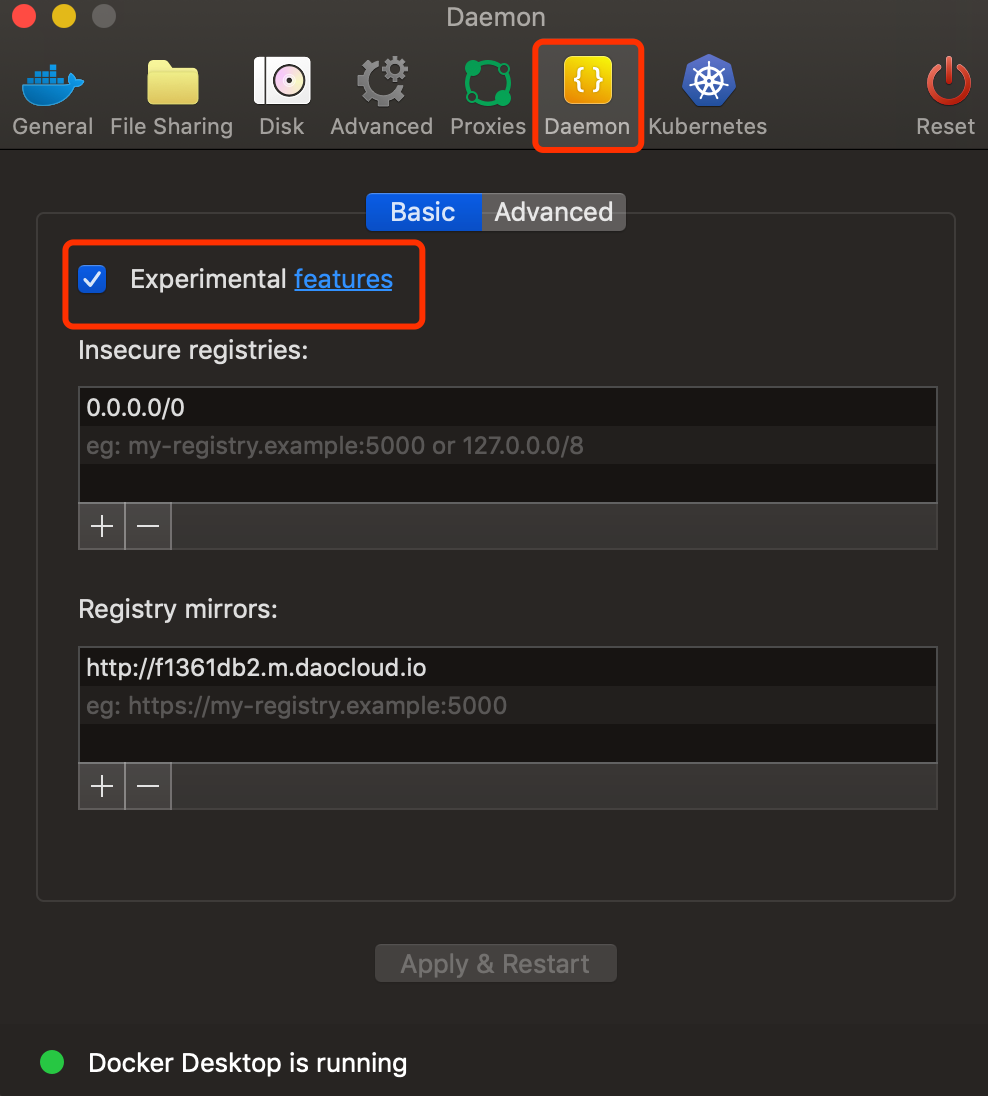 Daemon
General File Sharing Disk Advanced Proxies { } Daemon Kubernetes Reset
Basic Advanced
Experimental features
Insecure registries:
0.0.0.0/0
eg: my-registry.example:5000 or 127.0.0.0/8
Registry mirrors:
http://f1361db2.m.daocloud.io
eg: https://my-registry.example:5000
Apply & Restart
Docker Desktop is running